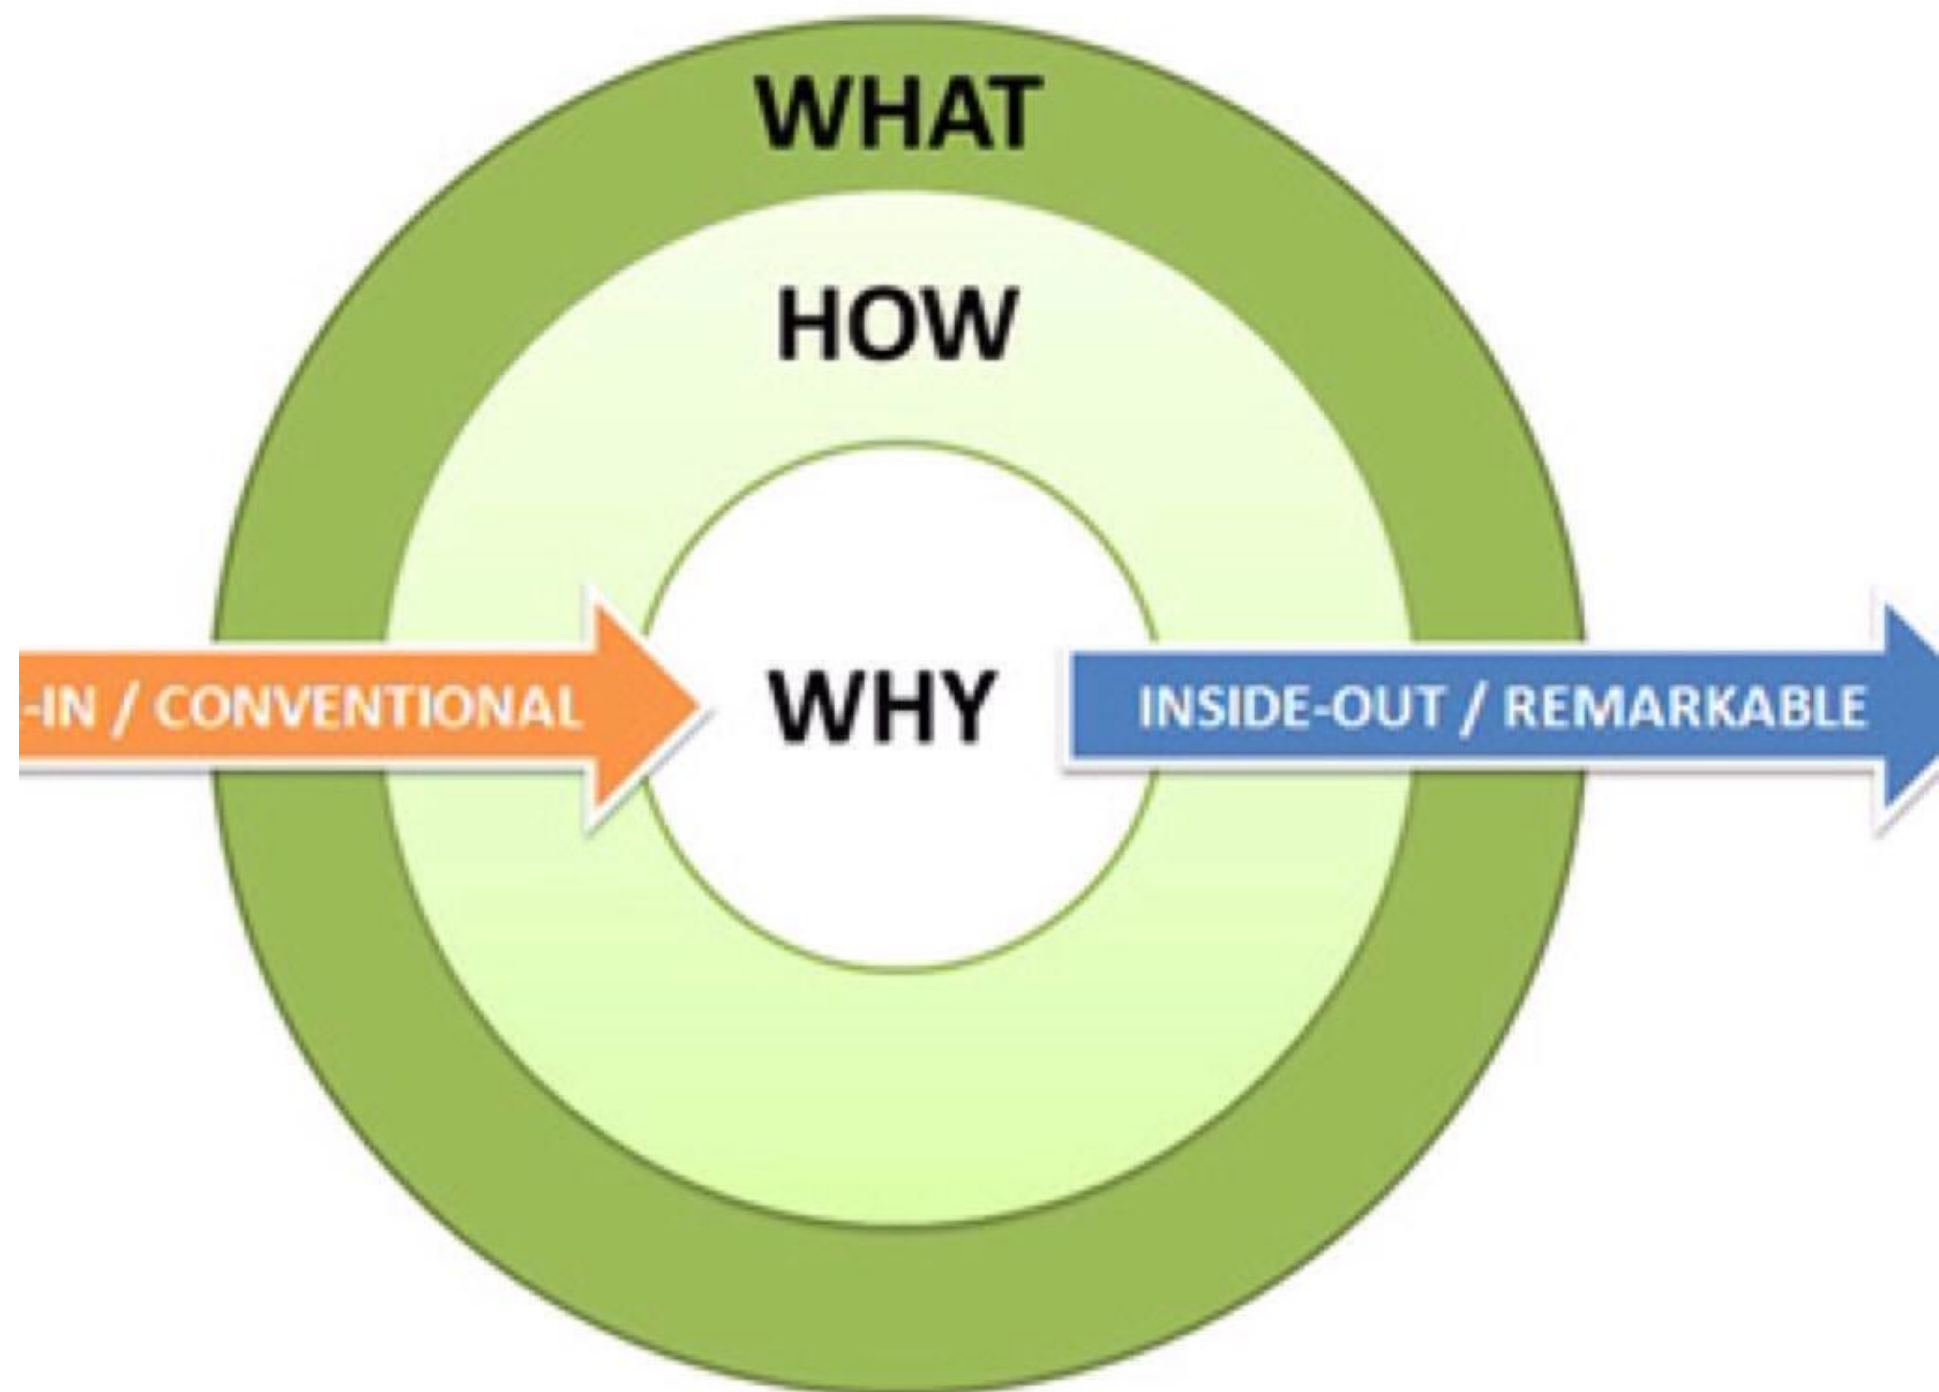 WHAT
HOW
-IN / CONVENTIONAL
WHY
INSIDE-OUT / REMARKABLE